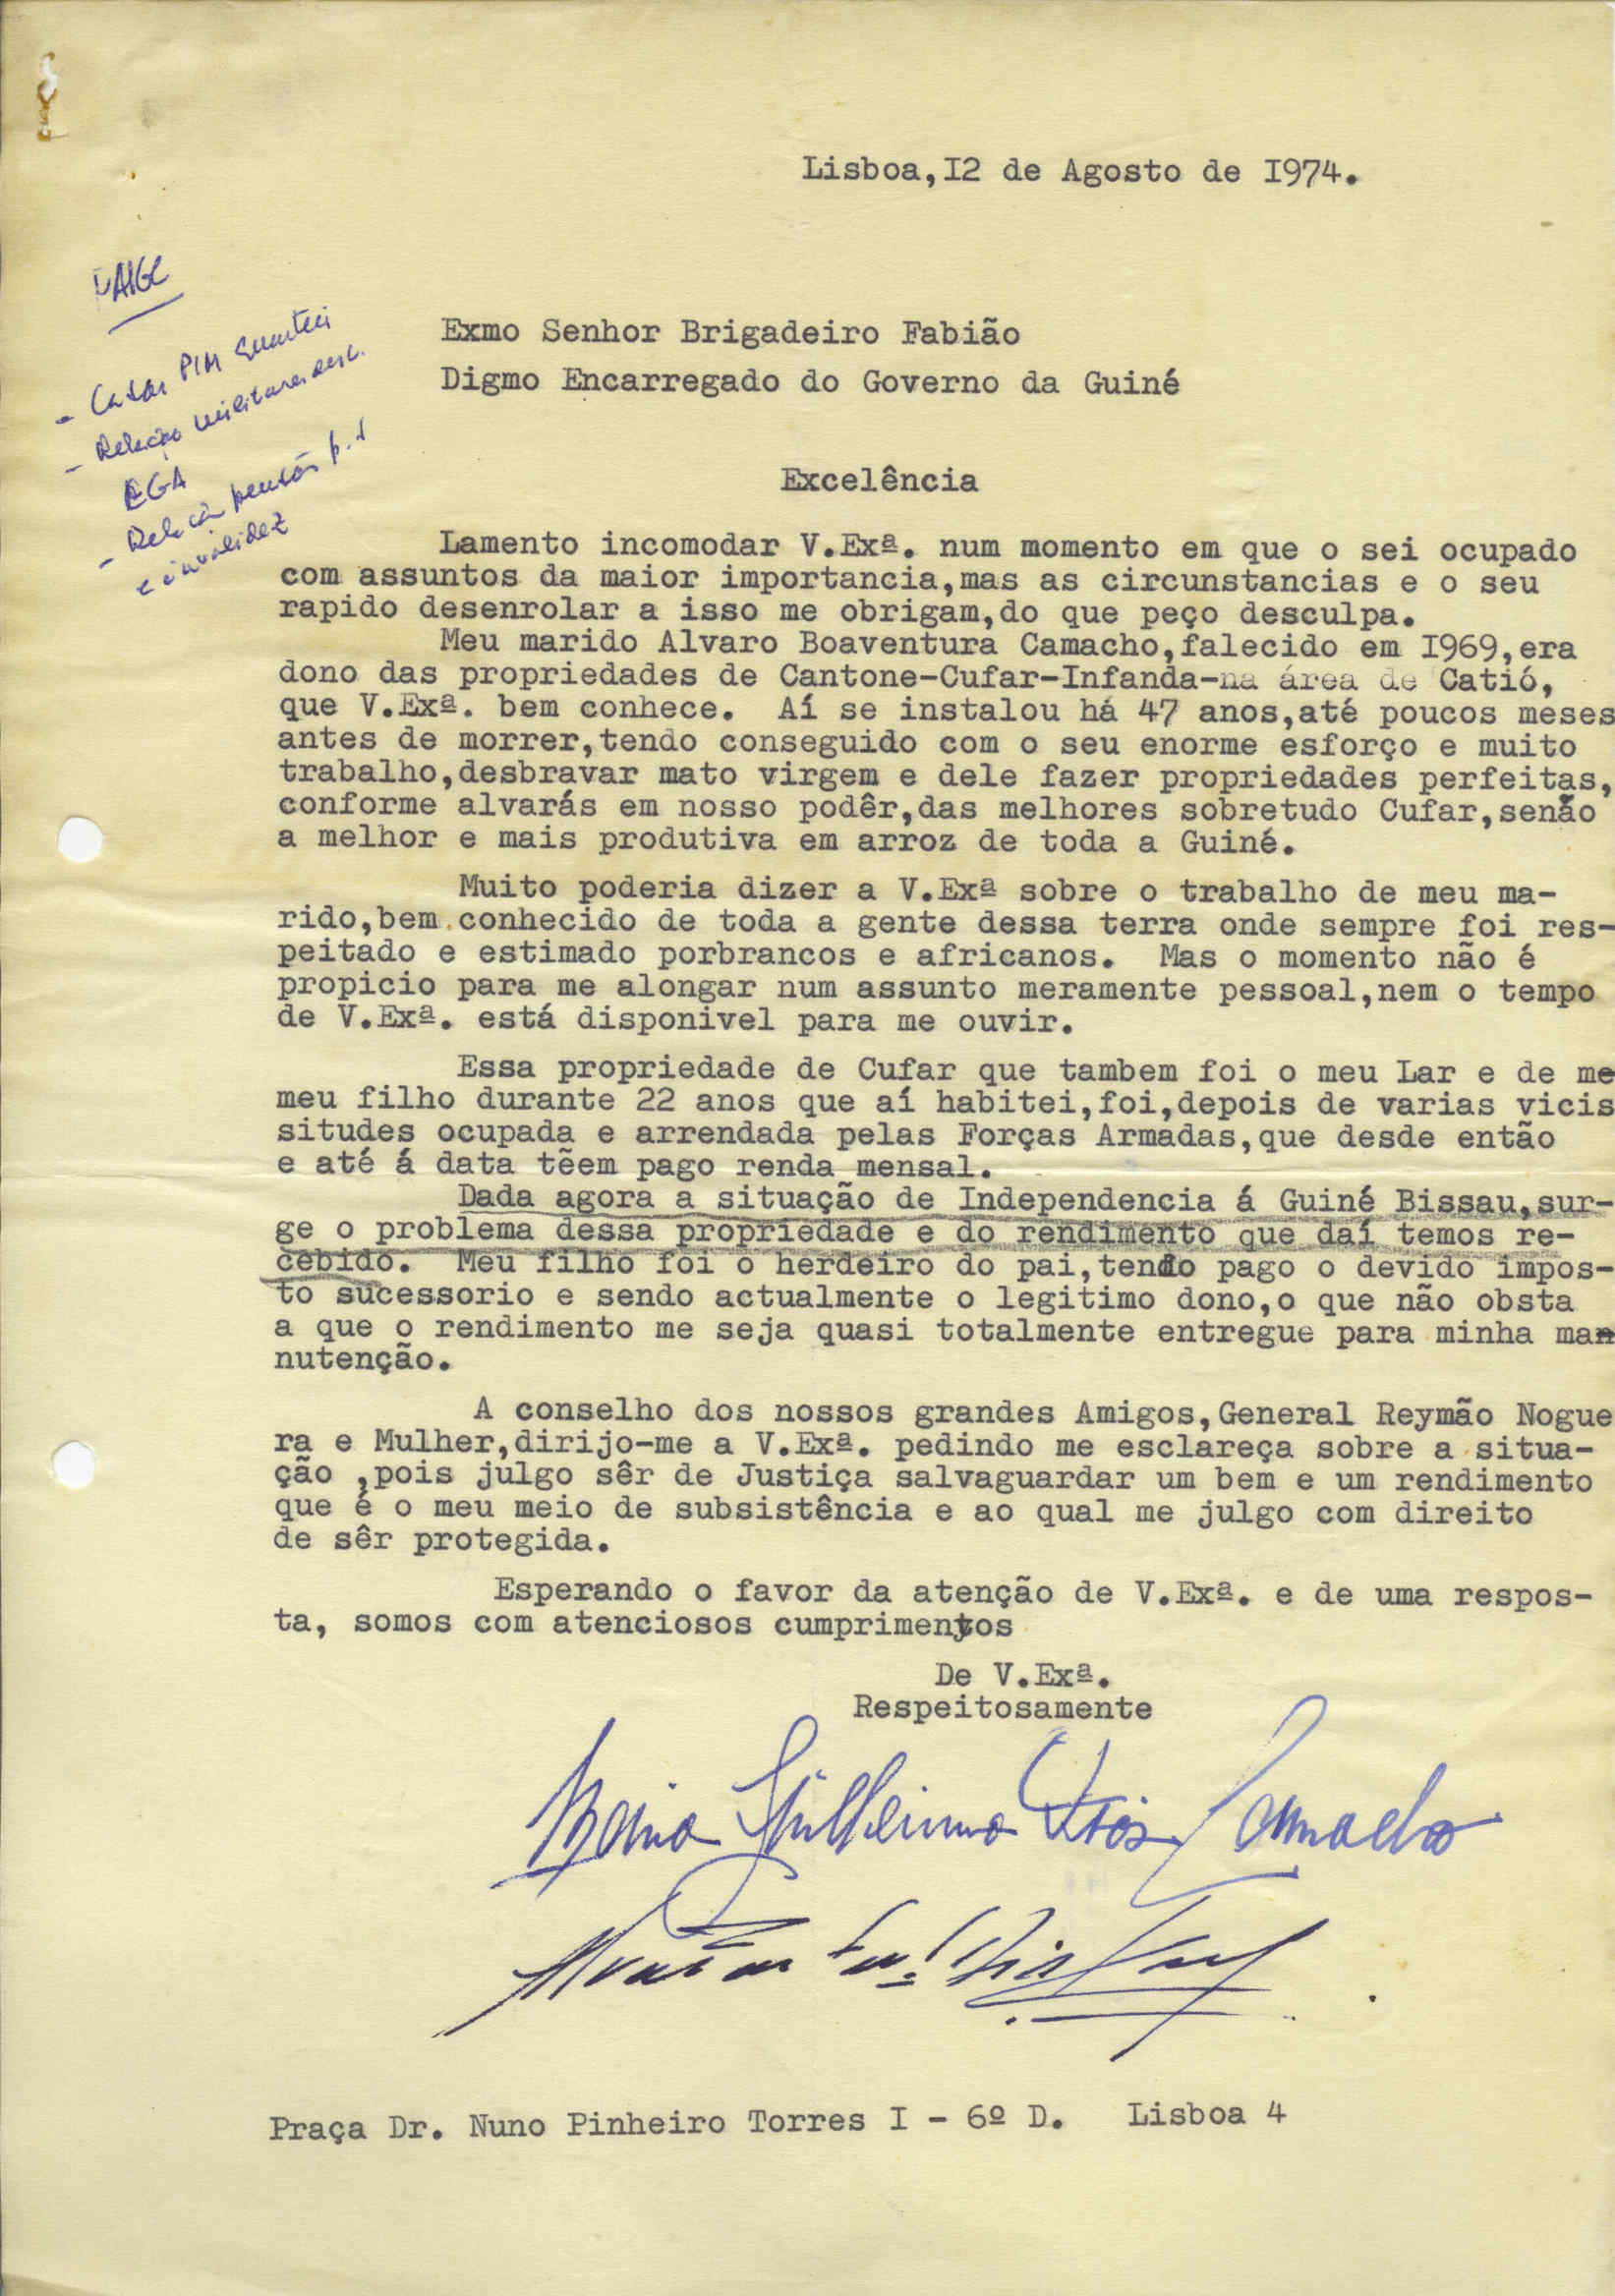 Lisboa,I2 de Agosto de I974.
PAIGC
- Relação militares
EGA
e invalidez
Exmo Senhor Brigadeiro Fabião
Digmo Encarregado do Governo da Guiné
Excelência
Lamento incomodar V.Exª. num momento em que o sei ocupado
com assuntos da maior importancia,mas as circunstancias e o seu
rapido desenrolar a isso me obrigam,do que peço desculpa.
Meu marido Alvaro Boaventura Camacho,falecido em I969,era
dono das propriedades de Cantone-Cufar-Infanda-na área de Catió,
que V.Exª. bem conhece. Aí se instalou há 47 anos,até poucos meses
antes de morrer,tendo conseguido com o seu enorme esforço e muito
trabalho,desbravar mato virgem e dele fazer propriedades perfeitas,
conforme alvarás em nosso podêr,das melhores sobretudo Cufar,senão
a melhor e mais produtiva em arroz de toda a Guiné.
Muito poderia dizer a V.Exª sobre o trabalho de meu ma-
rido,bem conhecido de toda a gente dessa terra onde sempre foi res-
peitado e estimado porbrancos e africanos. Mas o momento não é
propicio para me alongar num assunto meramente pessoal,nem o tempo
de V.Exª. está disponivel para me ouvir.
Essa propriedade de Cufar que tambem foi o meu Lar e de me
meu filho durante 22 anos que aí habitei,foi,depois de varias vicis
situdes ocupada e arrendada pelas Forças Armadas,que desde então
e até á data tẽem pago renda mensal.
Dada agora a situação de Independencia á Guiné Bissau,sur-
ge o problema dessa propriedade e do rendimento que daí temos re-
cebido. Meu filho foi o herdeiro do pai,tendo pago o devido impos-
to sucessorio e sendo actualmente o legitimo dono,o que não obsta
a que o rendimento me seja quasi totalmente entregue para minha man
nutenção.
A conselho dos nossos grandes Amigos,General Reymão Nogue
ra e Mulher,dirijo-me a V.Exª. pedindo me esclareça sobre a situa-
ção ,pois julgo sêr de Justiça salvaguardar um bem e um rendimento
que é o meu meio de subsistência e ao qual me julgo com direito
de sêr protegida.
Esperando o favor da atenção de V.Exª. e de uma respos-
ta, somos com atenciosos cumprimentos
De V.Exª.
Respeitosamente
Maria Guilhermina Camacho
Praça Dr. Nuno Pinheiro Torres I - 6º D. Lisboa 4